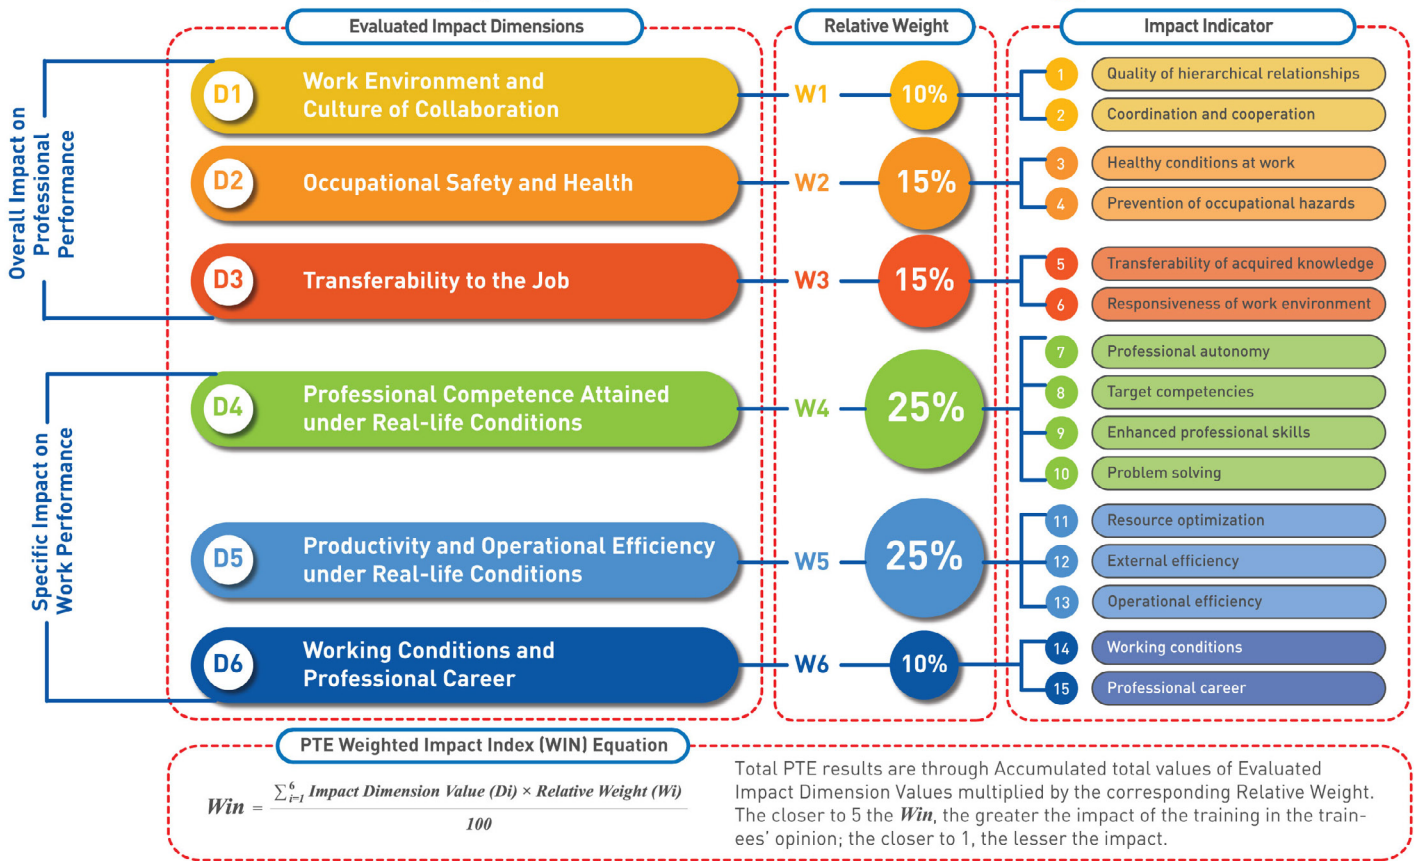 Evaluated Impact Dimensions
Relative Weight
Impact Indicator
Overall Impact on
Professional
Performance
D1
Work Environment and
Culture of Collaboration
W1
10%
1
Quality of hierarchical relationships
2
Coordination and cooperation
D2
Occupational Safety and Health
W2
15%
3
Healthy conditions at work
4
Prevention of occupational hazards
D3
Transferability to the Job
W3
15%
5
Transferability of acquired knowledge
6
Responsiveness of work environment
Specific Impact on
Work Performance
D4
Professional Competence Attained
under Real-life Conditions
W4
25%
7
Professional autonomy
8
Target competencies
9
Enhanced professional skills
10
Problem solving
D5
Productivity and Operational Efficiency
under Real-life Conditions
W5
25%
11
Resource optimization
12
External efficiency
13
Operational efficiency
D6
Working Conditions and
Professional Career
W6
10%
14
Working conditions
15
Professional career
PTE Weighted Impact Index (WIN) Equation
Win = ∑⁶ᵢ₌₁ Impact Dimension Value (Di) × Relative Weight (Wi)
100
Total PTE results are through Accumulated total values of Evaluated
Impact Dimension Values multiplied by the corresponding Relative Weight.
The closer to 5 the Win, the greater the impact of the training in the train-
ees’ opinion; the closer to 1, the lesser the impact.